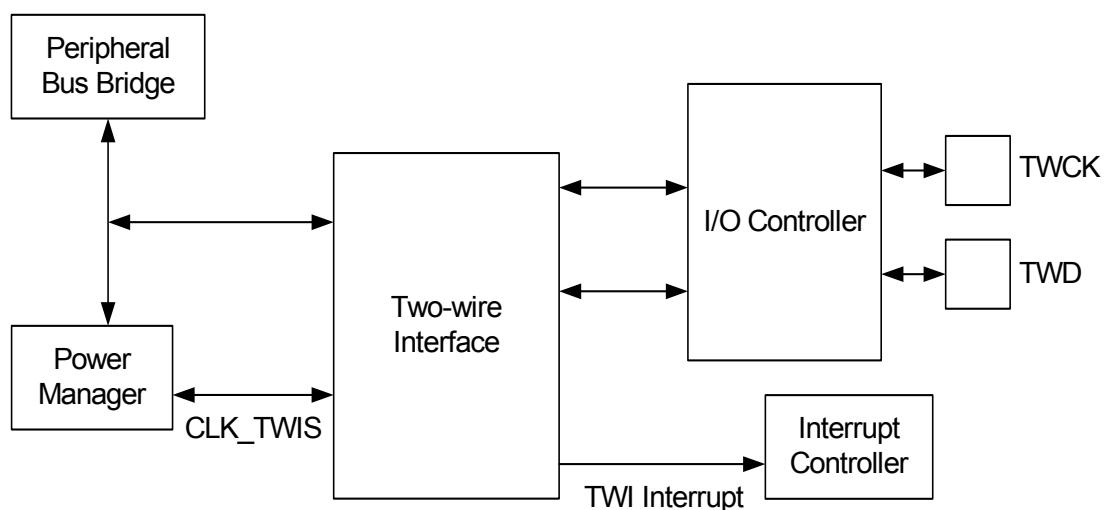 Peripheral
Bus Bridge
TWCK
I/O Controller
TWD
Two-wire
Interface
Power
Manager
CLK_TWIS
Interrupt
Controller
TWI Interrupt